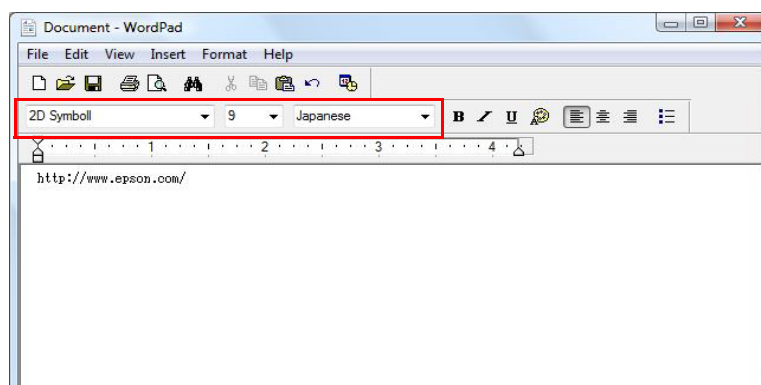 Document - WordPad
File Edit View Insert Format Help
2D Symboll 9 Japanese B U
1 2 3 4
http://www.epson.com/